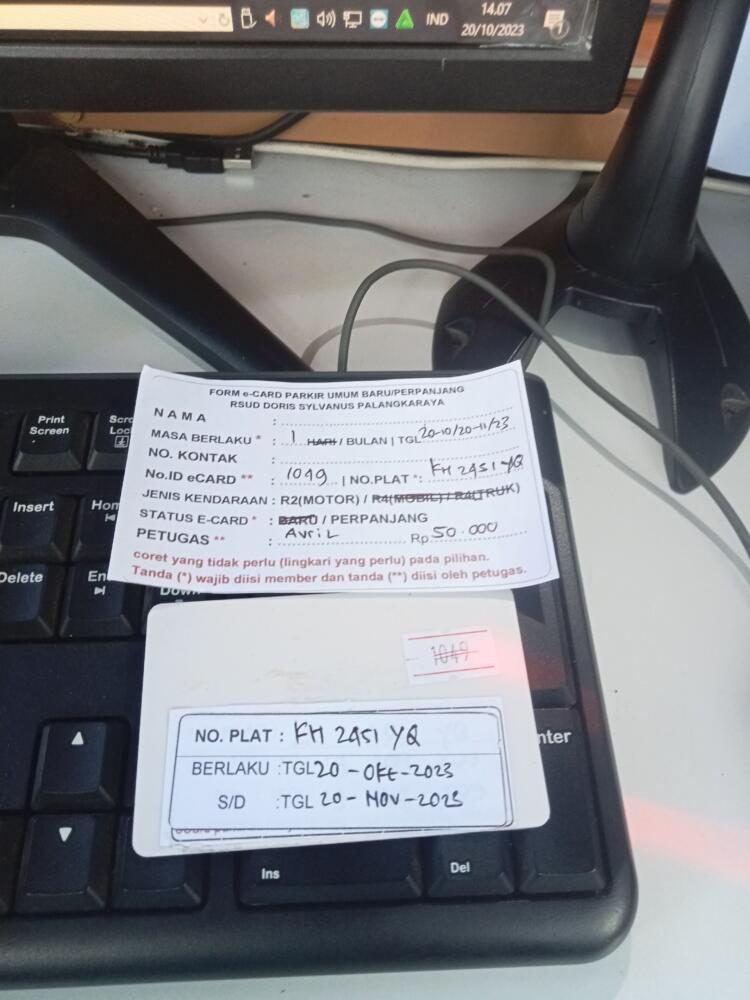 IND
14.07
20/10/2023
1
Print Screen
Insert
Delete
FORM e-CARD PARKIR UMUM BARU/PERPANJANG
RSUD DORIS SYLVANUS PALANGKARAYA
N A M A :
MASA BERLAKU * : 1 HARI / BULAN | TGL 20-10/20-11/23
NO. KONTAK :
No.ID eCARD ** : 1049 | NO.PLAT * : KH 2451 YQ
JENIS KENDARAAN : R2(MOTOR) / R4(MOBIL) / R4(TRUK)
STATUS E-CARD * : BARU / PERPANJANG
PETUGAS ** : AVRIL Rp 50.000
coret yang tidak perlu (lingkari yang perlu) pada pilihan.
Tanda (*) wajib diisi member dan tanda (**) diisi oleh petugas.
1049
NO. PLAT : KH 2451 YQ
BERLAKU :TGL 20 - OKT - 2023
S/D :TGL 20 - NOV - 2023
Ins
Del